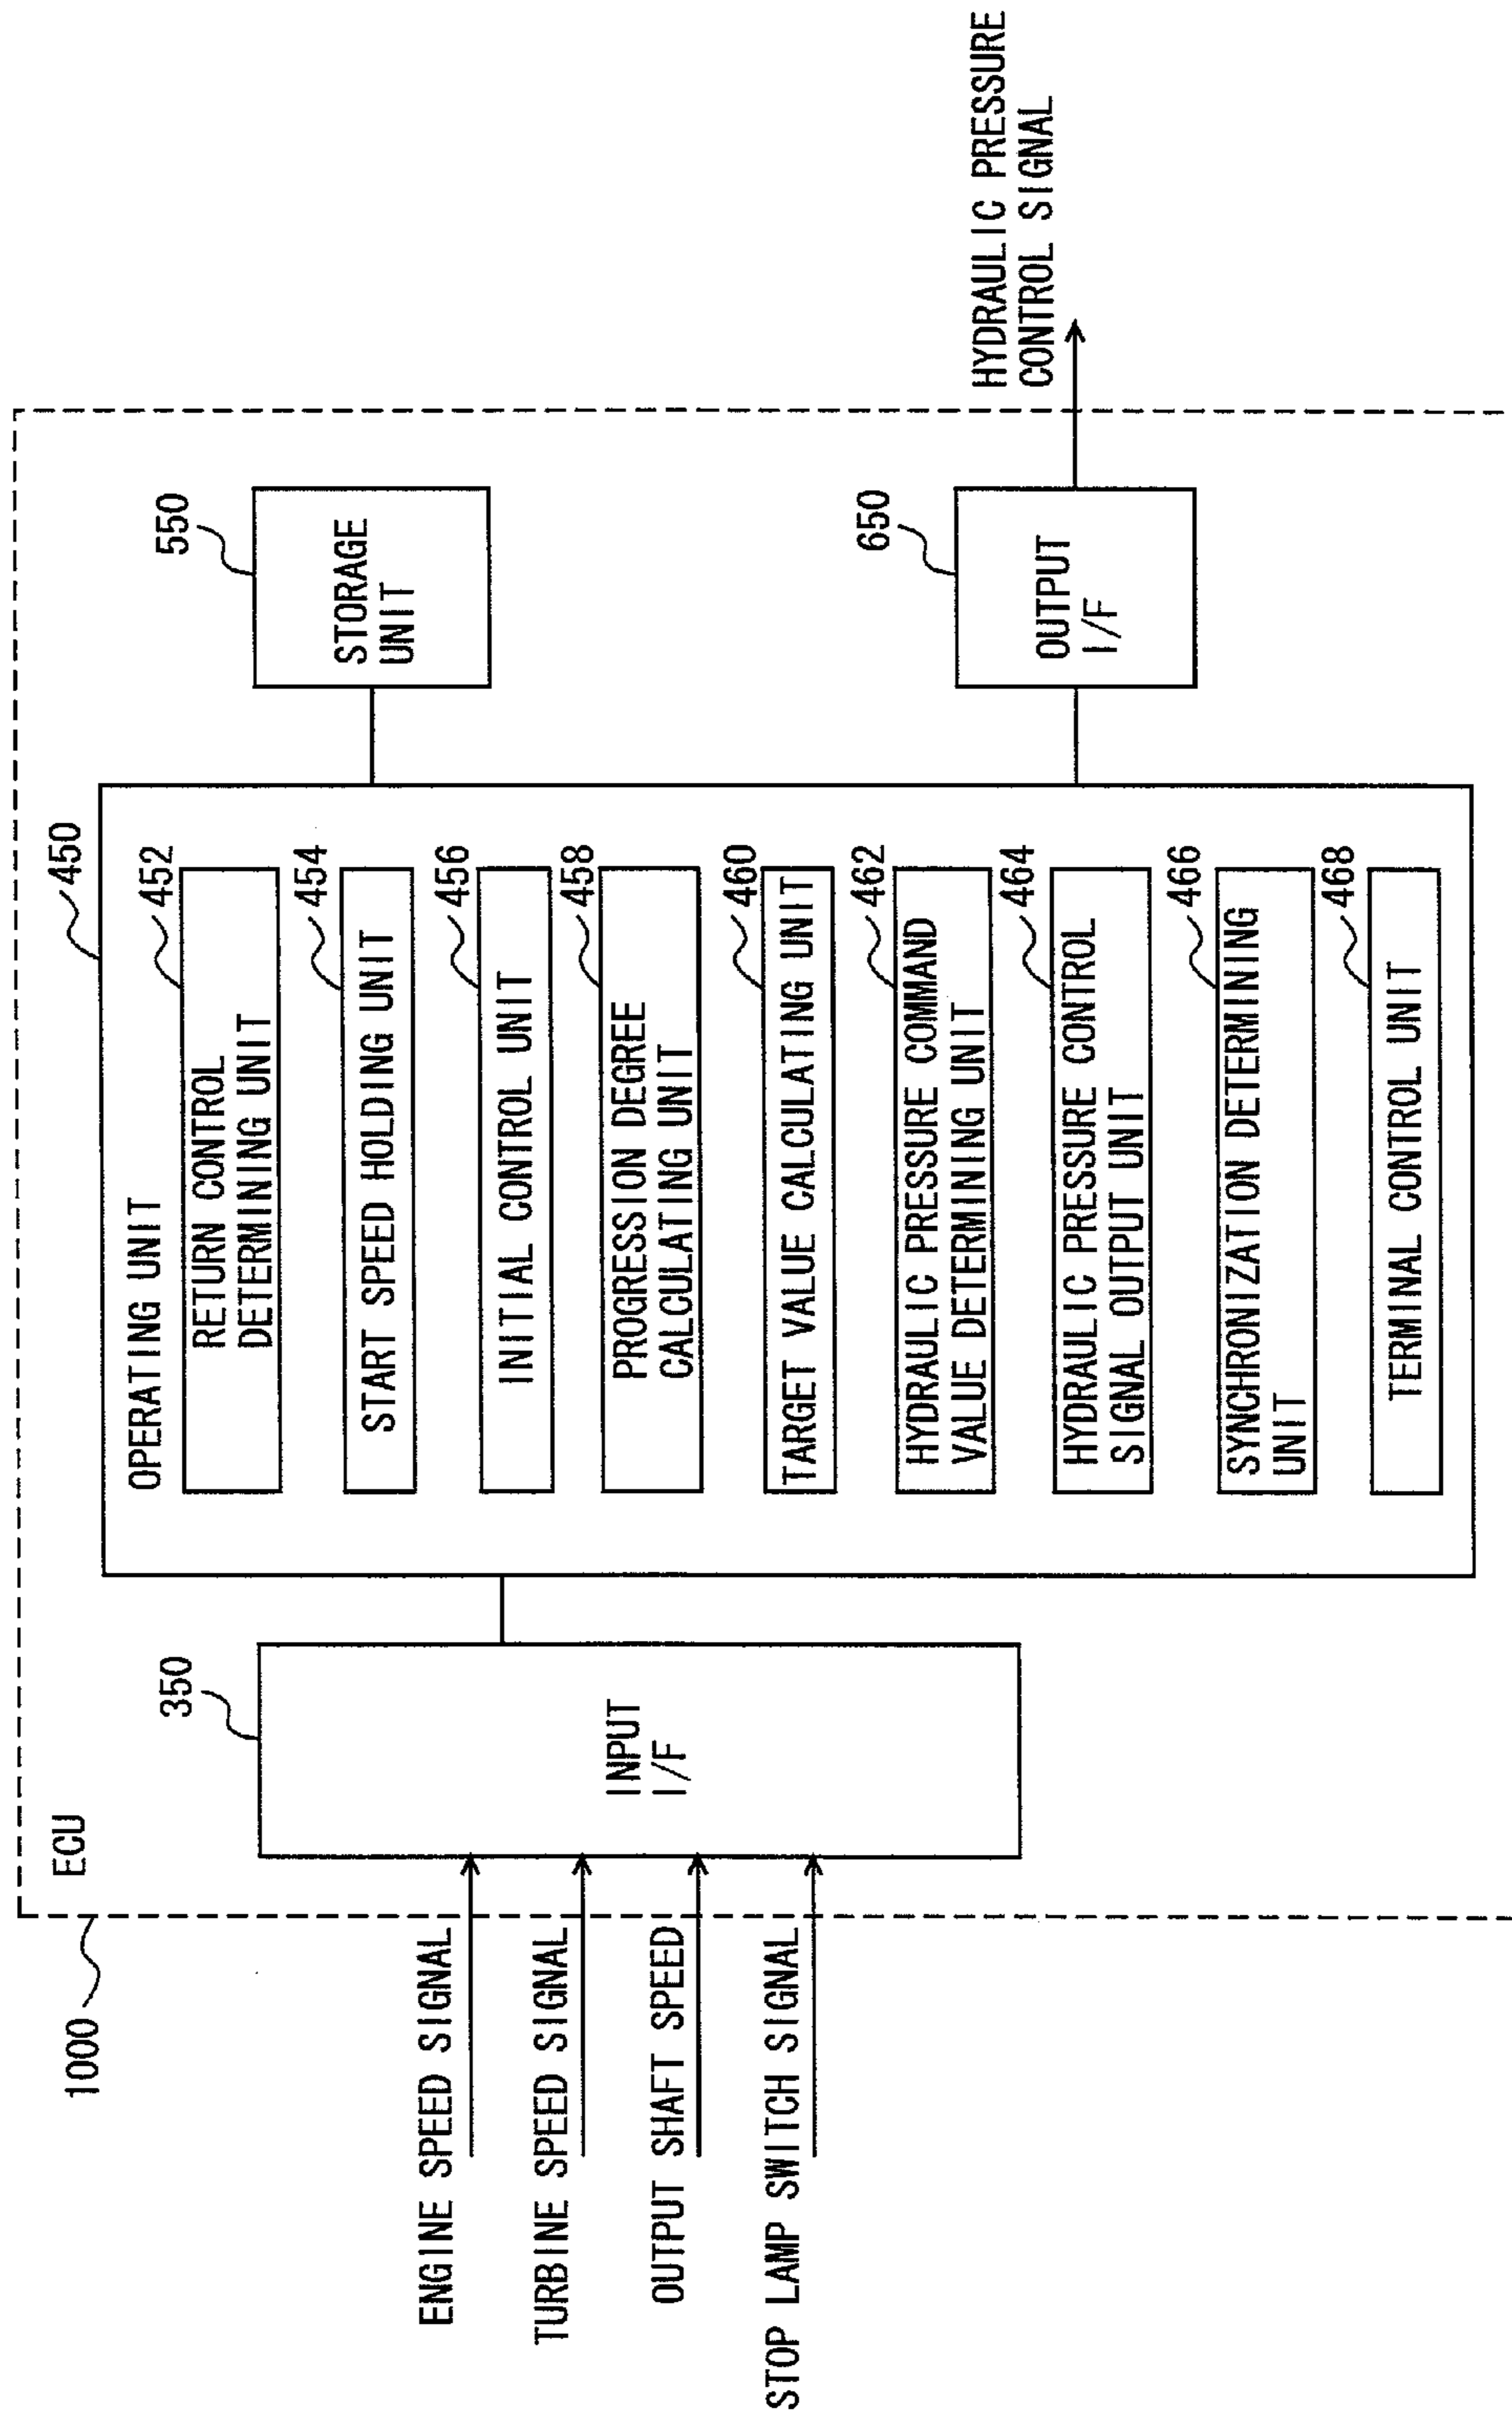 1000
ECU
ENGINE SPEED SIGNAL
TURBINE SPEED SIGNAL
OUTPUT SHAFT SPEED
STOP LAMP SWITCH SIGNAL
350
INPUT
I/F
450
OPERATING UNIT
452
RETURN CONTROL
DETERMINING UNIT
454
START SPEED HOLDING UNIT
456
INITIAL CONTROL UNIT
458
PROGRESSION DEGREE
CALCULATING UNIT
460
TARGET VALUE CALCULATING UNIT
462
HYDRAULIC PRESSURE COMMAND
VALUE DETERMINING UNIT
464
HYDRAULIC PRESSURE CONTROL
SIGNAL OUTPUT UNIT
466
SYNCHRONIZATION DETERMINING
UNIT
468
TERMINAL CONTROL UNIT
550
STORAGE
UNIT
650
OUTPUT
I/F
HYDRAULIC PRESSURE
CONTROL SIGNAL